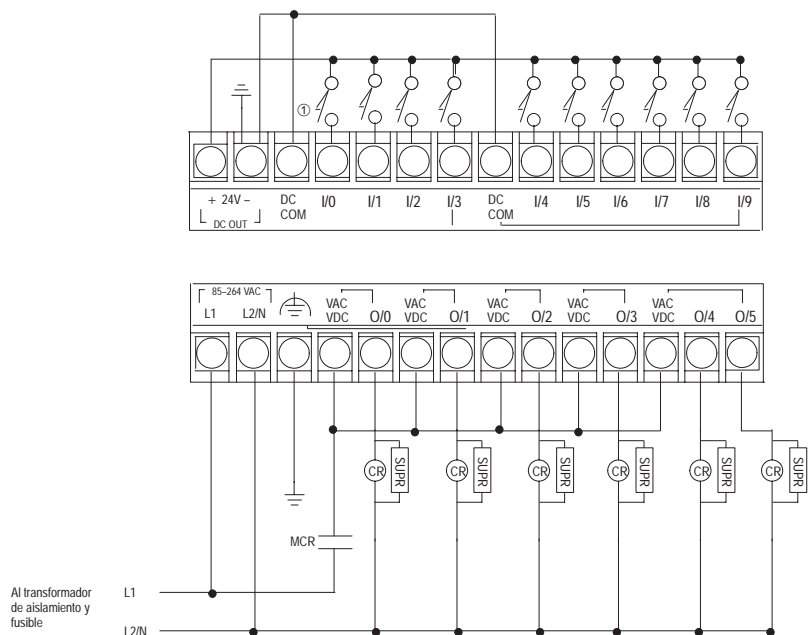 ①
+ 24V –
DC OUT
DC COM
I/0
I/1
I/2
I/3
DC COM
I/4
I/5
I/6
I/7
I/8
I/9
85–264 VAC
L1
L2/N
VAC VDC
O/0
VAC VDC
O/1
VAC VDC
O/2
VAC VDC
O/3
VAC VDC
O/4
O/5
CR
SUPR
CR
SUPR
CR
SUPR
CR
SUPR
CR
SUPR
CR
SUPR
MCR
Al transformador
de aislamiento y
fusible
L1
L2/N